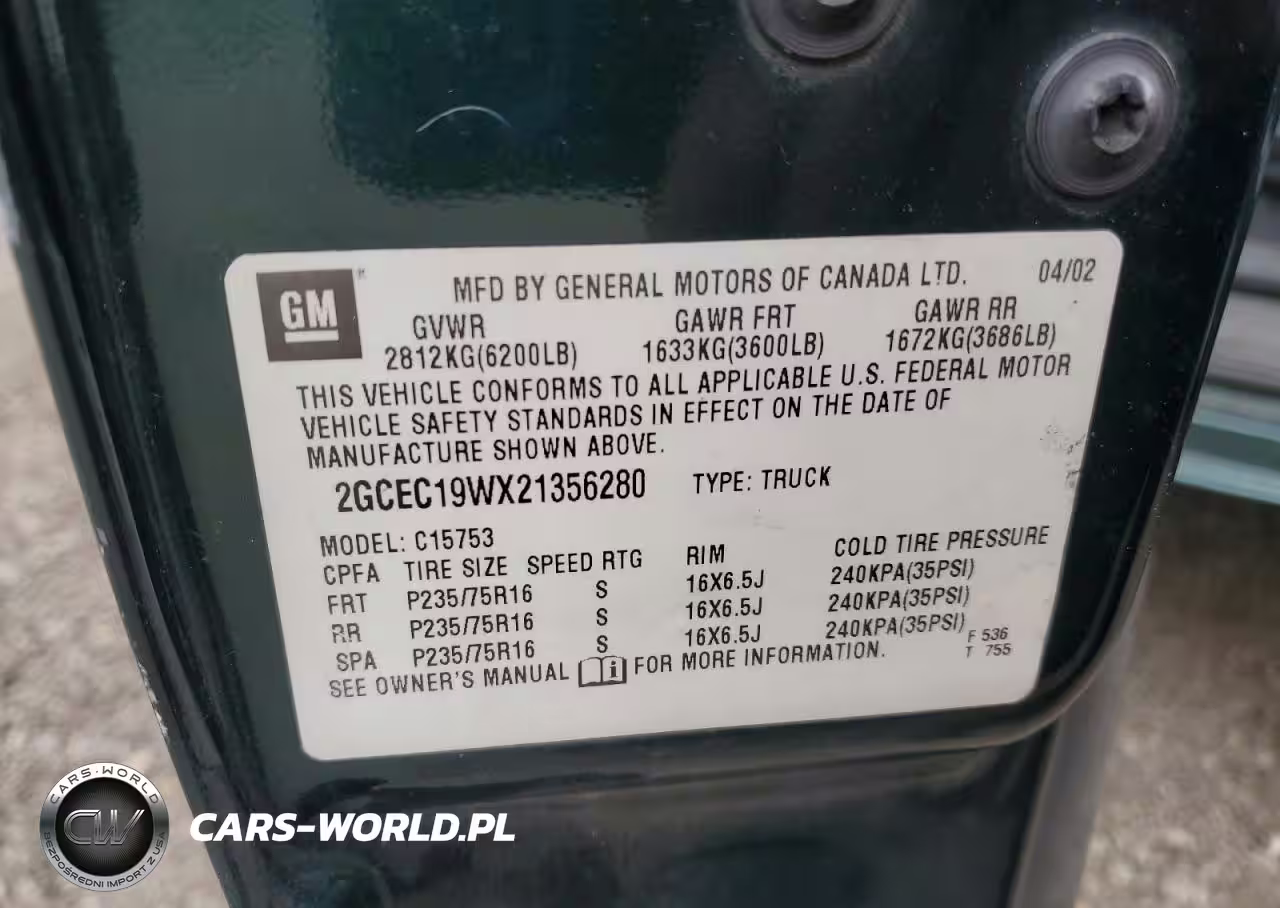 GM
MFD BY GENERAL MOTORS OF CANADA LTD. 04/02
GVWR GAWR FRT GAWR RR
2812KG(6200LB) 1633KG(3600LB) 1672KG(3686LB)
THIS VEHICLE CONFORMS TO ALL APPLICABLE U.S. FEDERAL MOTOR
VEHICLE SAFETY STANDARDS IN EFFECT ON THE DATE OF
MANUFACTURE SHOWN ABOVE.
2GCEC19WX21356280 TYPE: TRUCK
MODEL: C15753
CPFA TIRE SIZE SPEED RTG RIM COLD TIRE PRESSURE
FRT P235/75R16 S 16X6.5J 240KPA(35PSI)
RR P235/75R16 S 16X6.5J 240KPA(35PSI)
SPA P235/75R16 S 16X6.5J 240KPA(35PSI)
F 536
T 755
SEE OWNER'S MANUAL FOR MORE INFORMATION.
CARS-WORLD
CW
BEZPOŚREDNI IMPORT Z USA
CARS-WORLD.PL